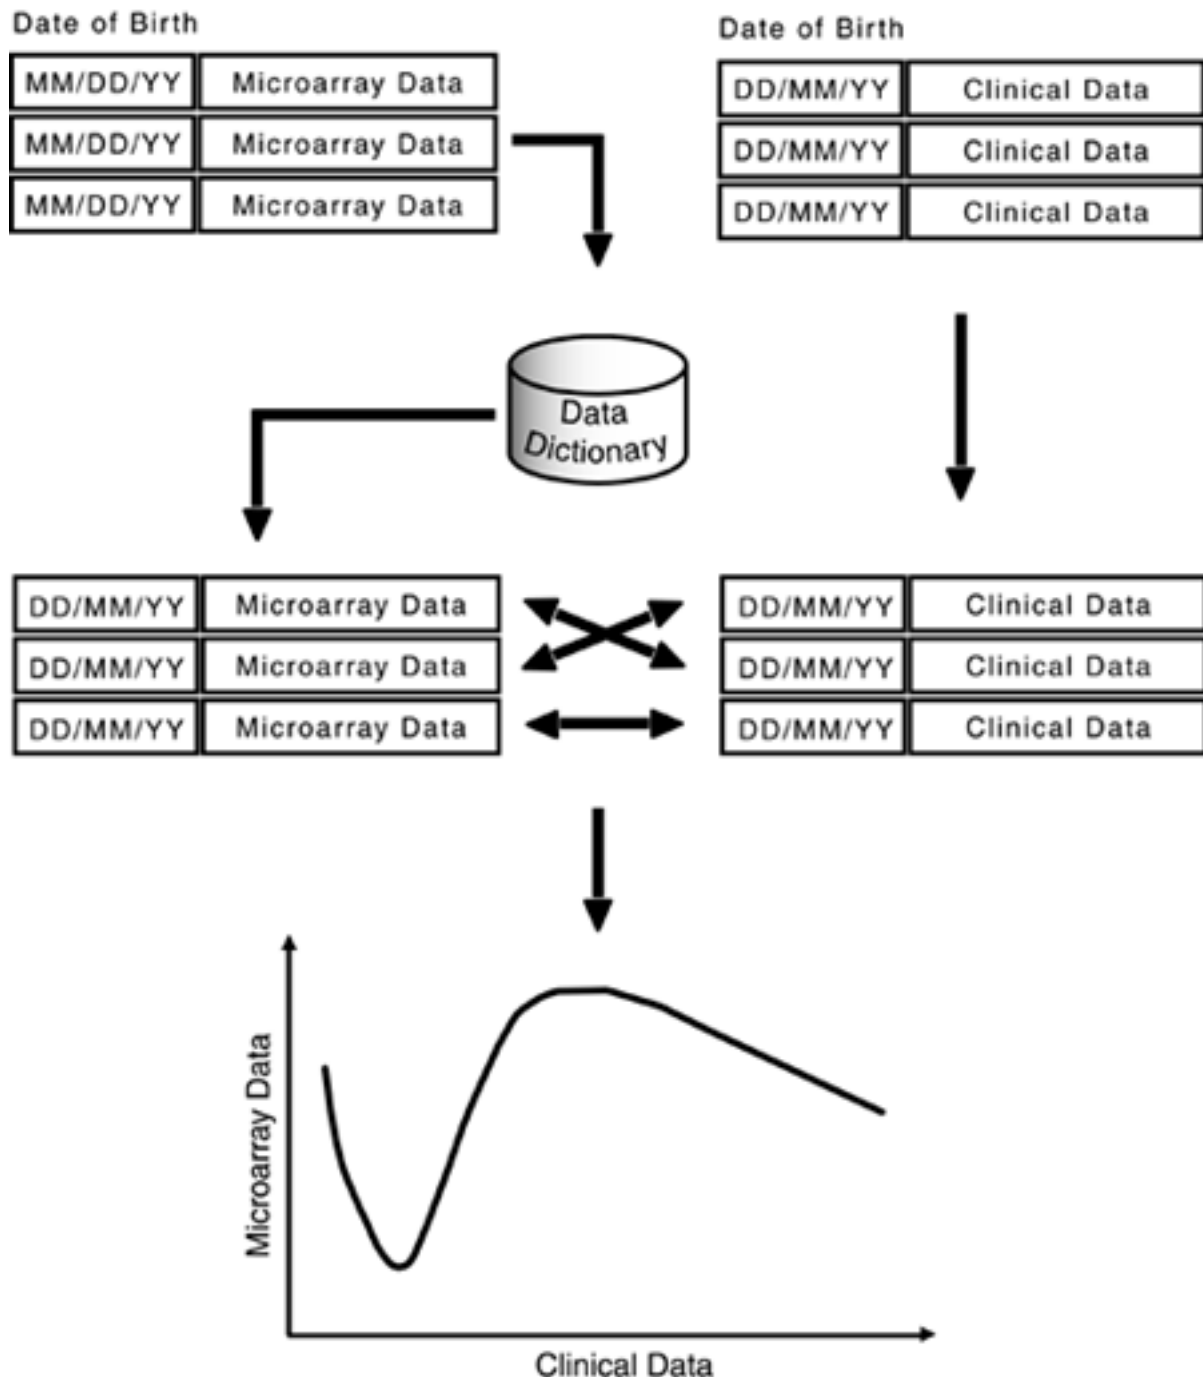 Date of Birth
MM/DD/YY Microarray Data
MM/DD/YY Microarray Data
MM/DD/YY Microarray Data
Date of Birth
DD/MM/YY Clinical Data
DD/MM/YY Clinical Data
DD/MM/YY Clinical Data
Data
Dictionary
DD/MM/YY Microarray Data
DD/MM/YY Microarray Data
DD/MM/YY Microarray Data
DD/MM/YY Clinical Data
DD/MM/YY Clinical Data
DD/MM/YY Clinical Data
Microarray Data
Clinical Data